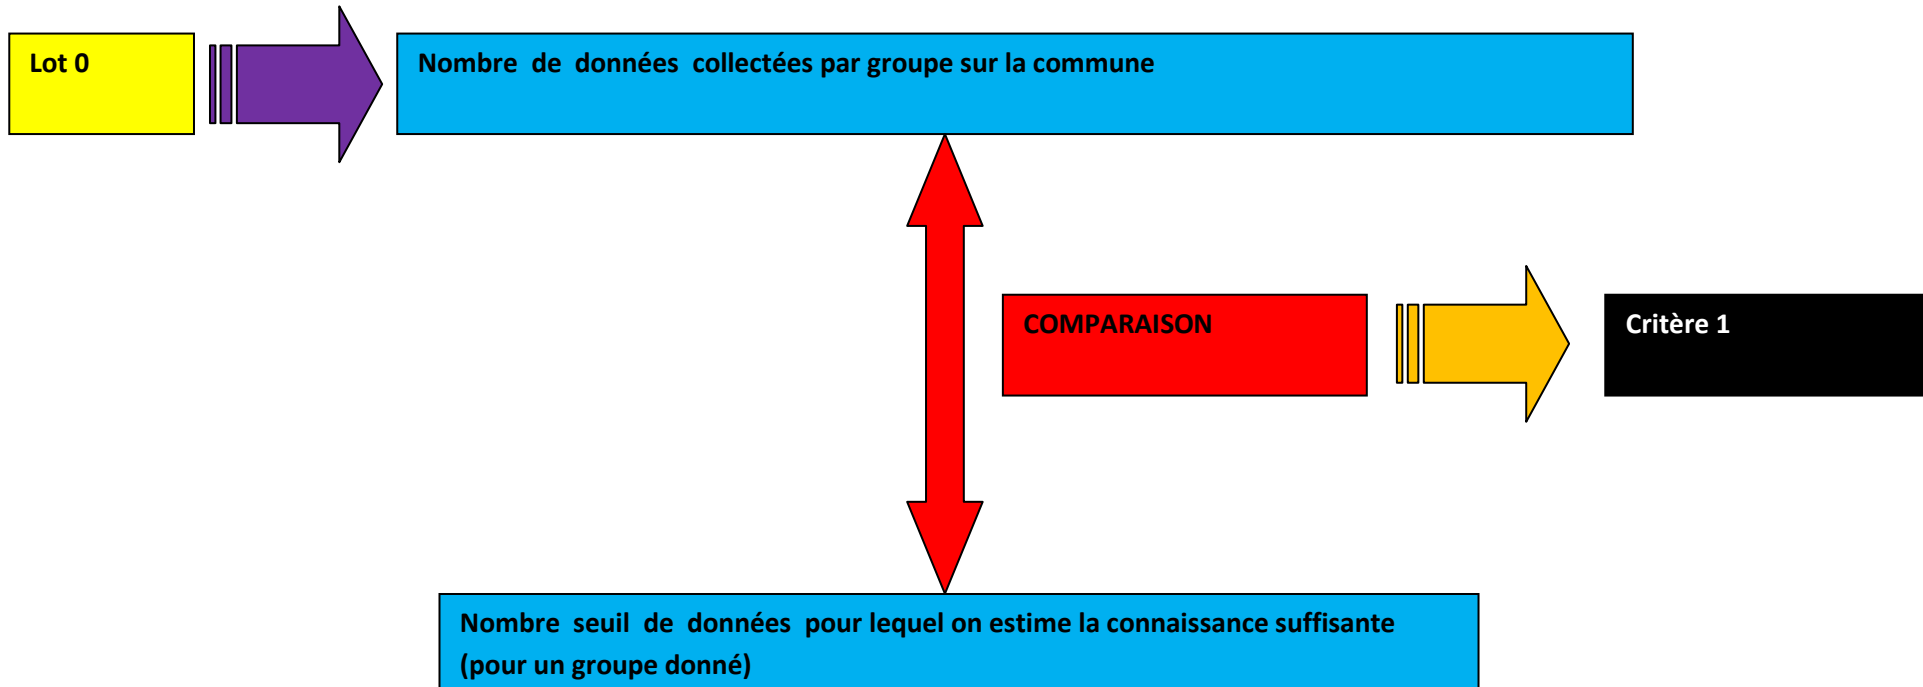 Lot 0
Nombre de données collectées par groupe sur la commune
COMPARAISON
Critère 1
Nombre seuil de données pour lequel on estime la connaissance suffisante
(pour un groupe donné)